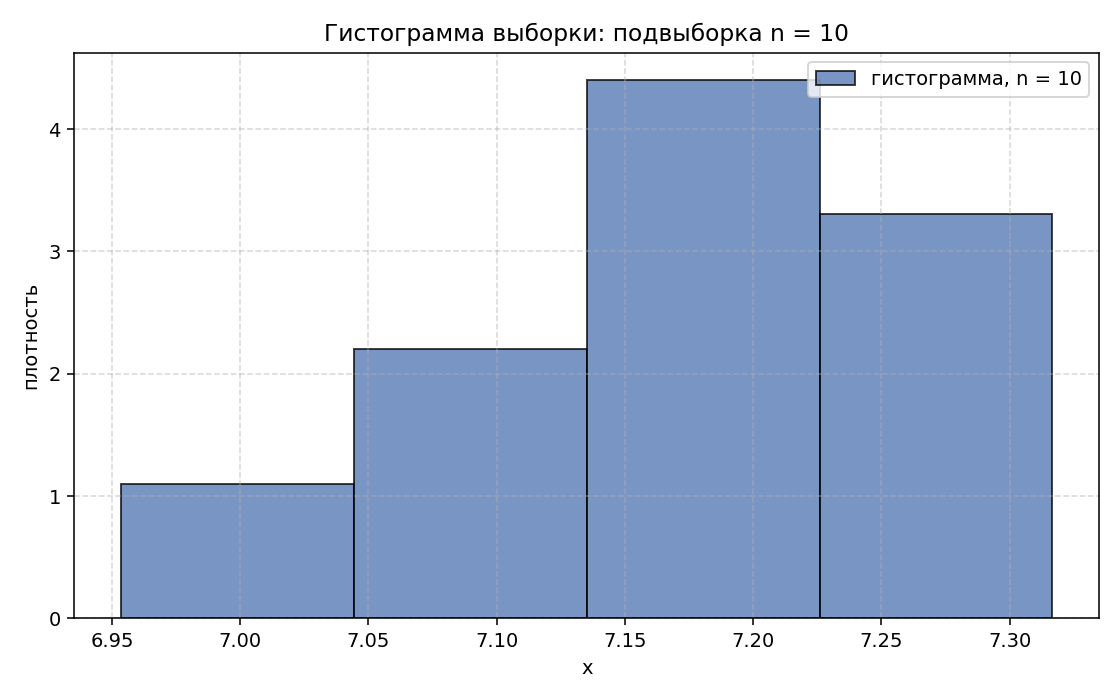 Гистограмма выборки: подвыборка n = 10
гистограмма, n = 10
плотность
4
3
2
1
0
6.95 7.00 7.05 7.10 7.15 7.20 7.25 7.30
x